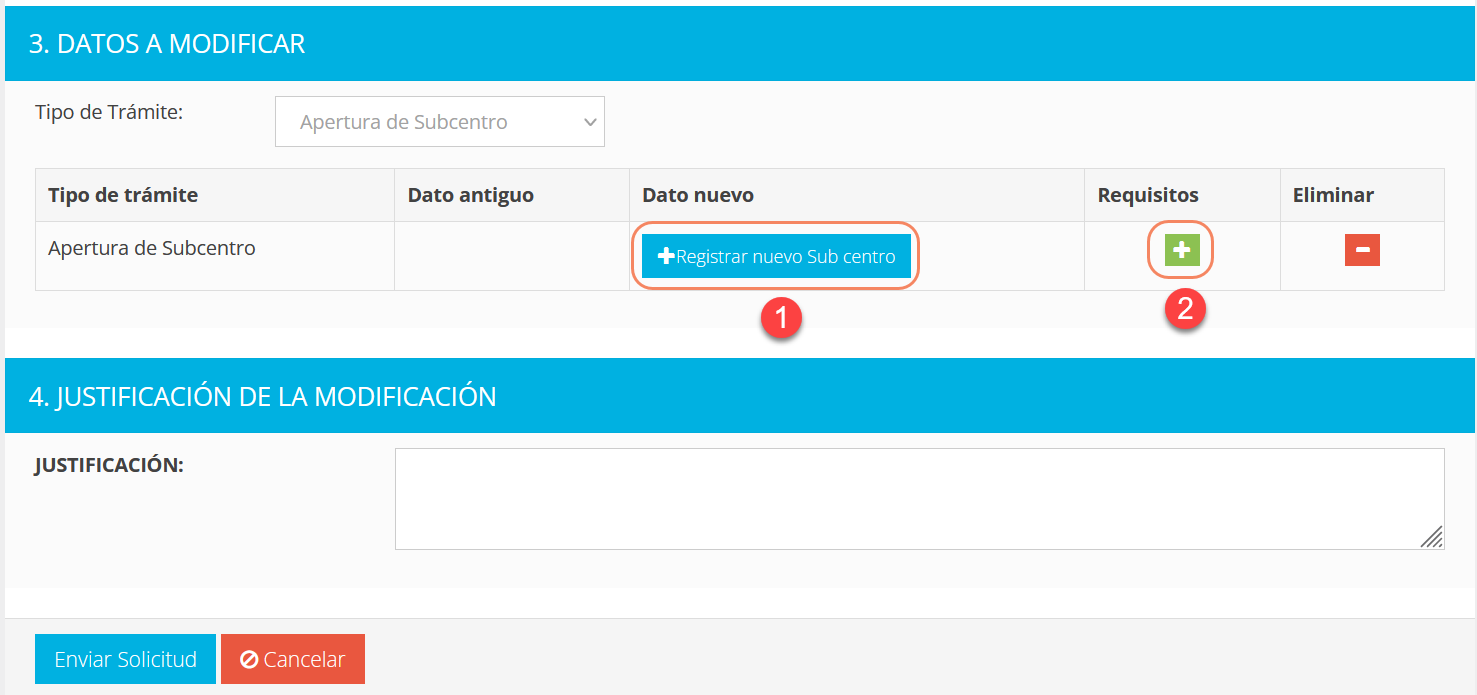 3. DATOS A MODIFICAR
Tipo de Trámite:
Apertura de Subcentro
Tipo de trámite Dato antiguo Dato nuevo Requisitos Eliminar
Apertura de Subcentro Registrar nuevo Sub centro
1 2
4. JUSTIFICACIÓN DE LA MODIFICACIÓN
JUSTIFICACIÓN:
Enviar Solicitud Cancelar